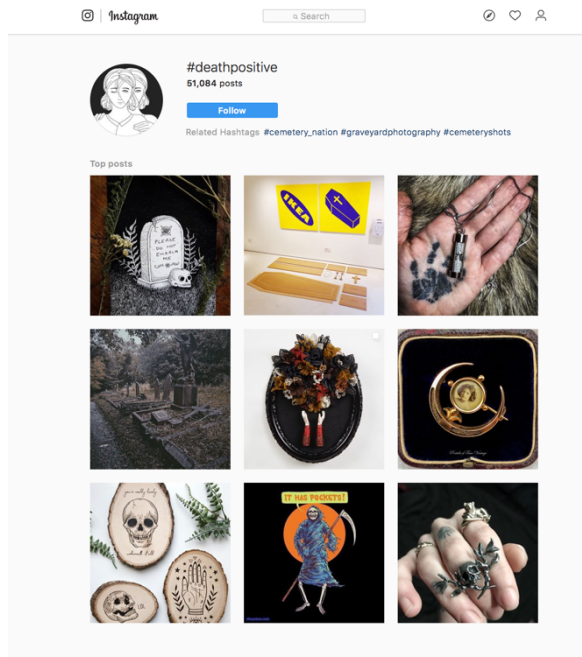 Instagram
Search
#deathpositive
51,084 posts
Follow
Related Hashtags #cemetery_nation #graveyardphotography #cemeteryshots
Top posts
PLEASE
DO NOT
EMBALM
ME
IKEA
IT HAS POCKETS!